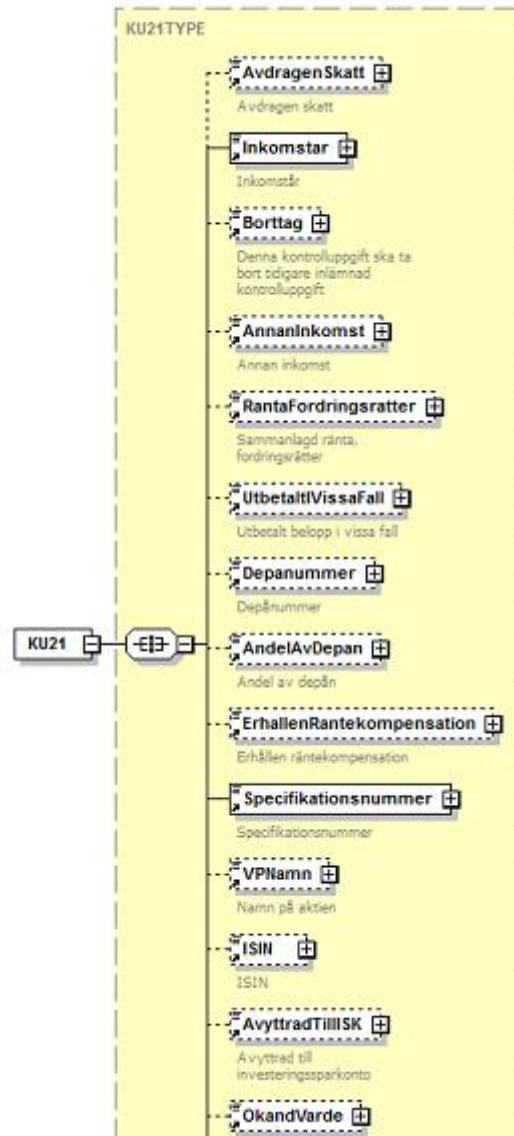 KU21TYPE
AvdragenSkatt
Avdragen skatt
Inkomstar
Inkomstår
Borttag
Denna kontrolluppgift ska ta
bort tidigare inlämnad
kontrolluppgift
AnnanInkomst
Annan inkomst
RantaFordringsratter
Sammanlagd ränta,
fordringsrätter
UtbetaltIVissaFall
Utbetalt belopp i vissa fall
Depanummer
Depånummer
KU21
AndelAvDepan
Andel av depån
ErhallenRantekompensation
Erhållen räntekompensation
Specifikationsnummer
Specifikationsnummer
VPNamn
Namn på aktien
ISIN
ISIN
AvyttradTillISK
Avyttrad till
investeringssparkonto
OkandVarde